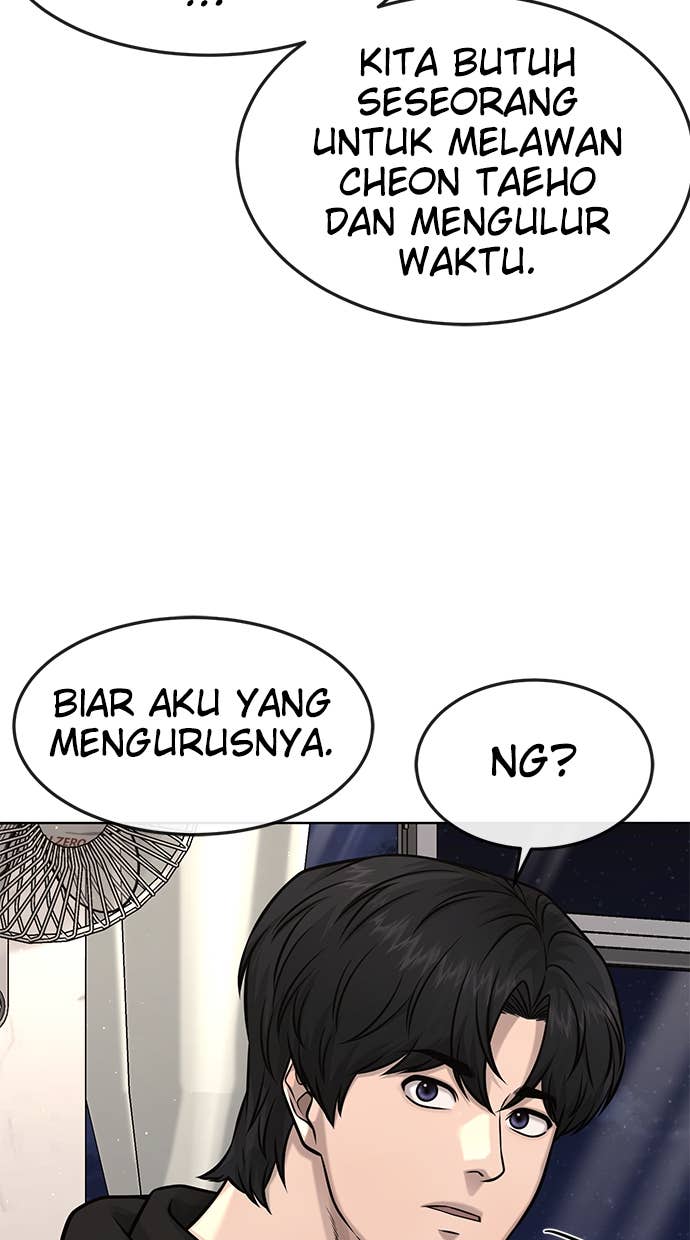 ...
KITA BUTUH
SESEORANG
UNTUK MELAWAN
CHEON TAEHO
DAN MENGULUR
WAKTU.
BIAR AKU YANG
MENGURUSNYA.
NG?